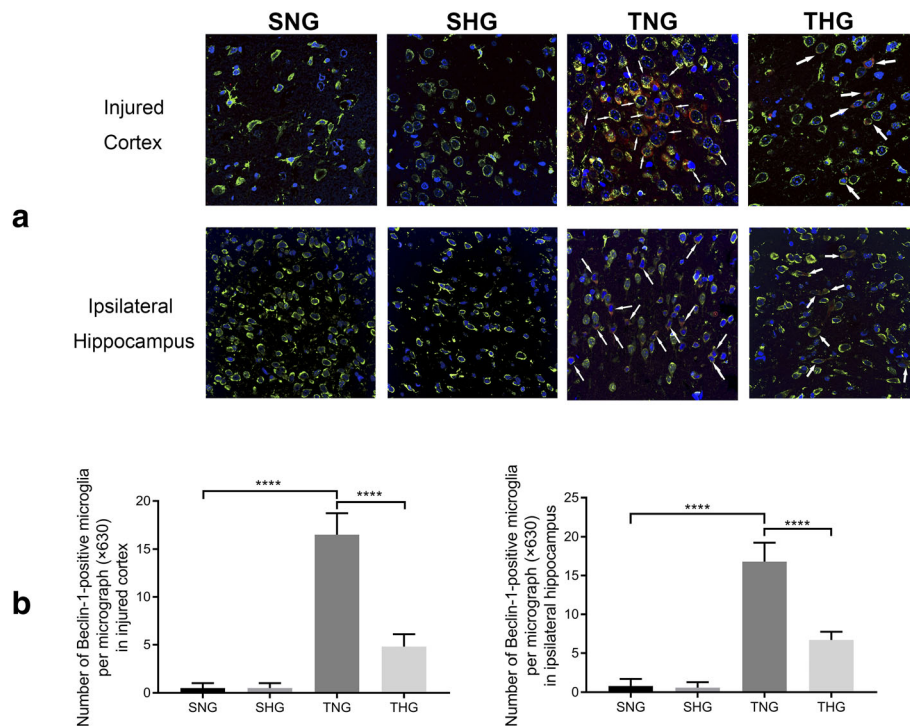 SNG SHG TNG THG
Injured
Cortex
a
Ipsilateral
Hippocampus
b
Number of Beclin-1-positive microglia
per micrograph (×630)
in injured cortex
20
15
10
5
0
****
****
SNG SHG TNG THG
Number of Beclin-1-positive microglia
per micrograph (×630)
in ipsilateral hippocampus
25
20
15
10
5
0
****
****
SNG SHG TNG THG